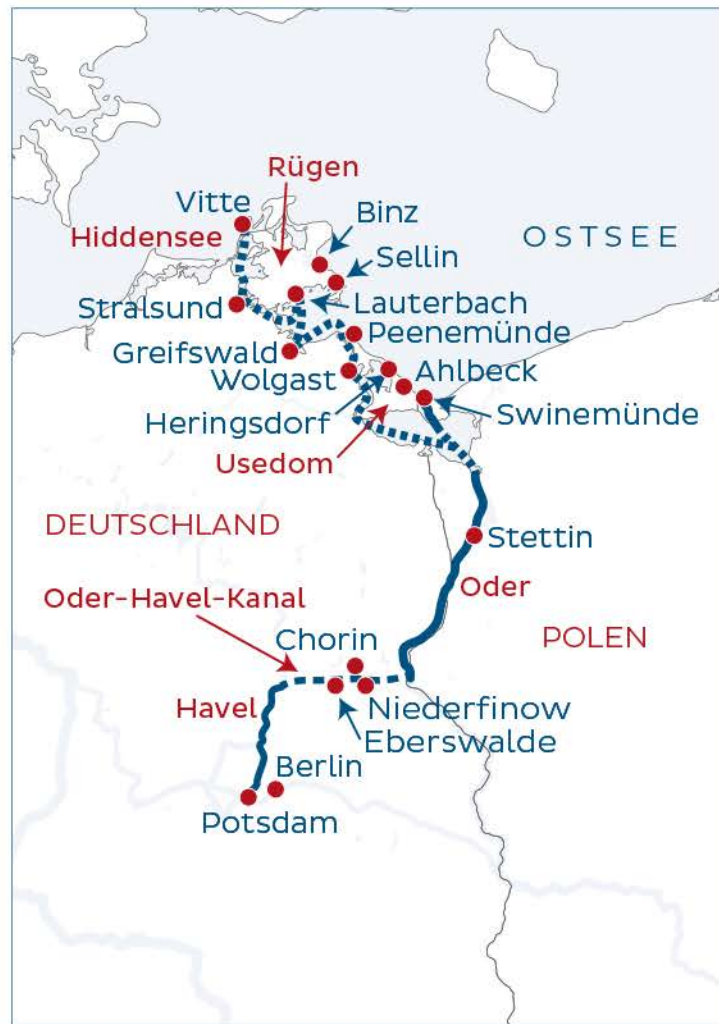 Rügen
Vitte
Binz
Hiddensee
OSTSEE
Sellin
Stralsund
Lauterbach
Peenemünde
Greifswald
Wolgast
Ahlbeck
Heringsdorf
Swinemünde
Usedom
DEUTSCHLAND
Stettin
Oder
Oder-Havel-Kanal
Chorin
POLEN
Havel
Niederfinow
Eberswalde
Berlin
Potsdam